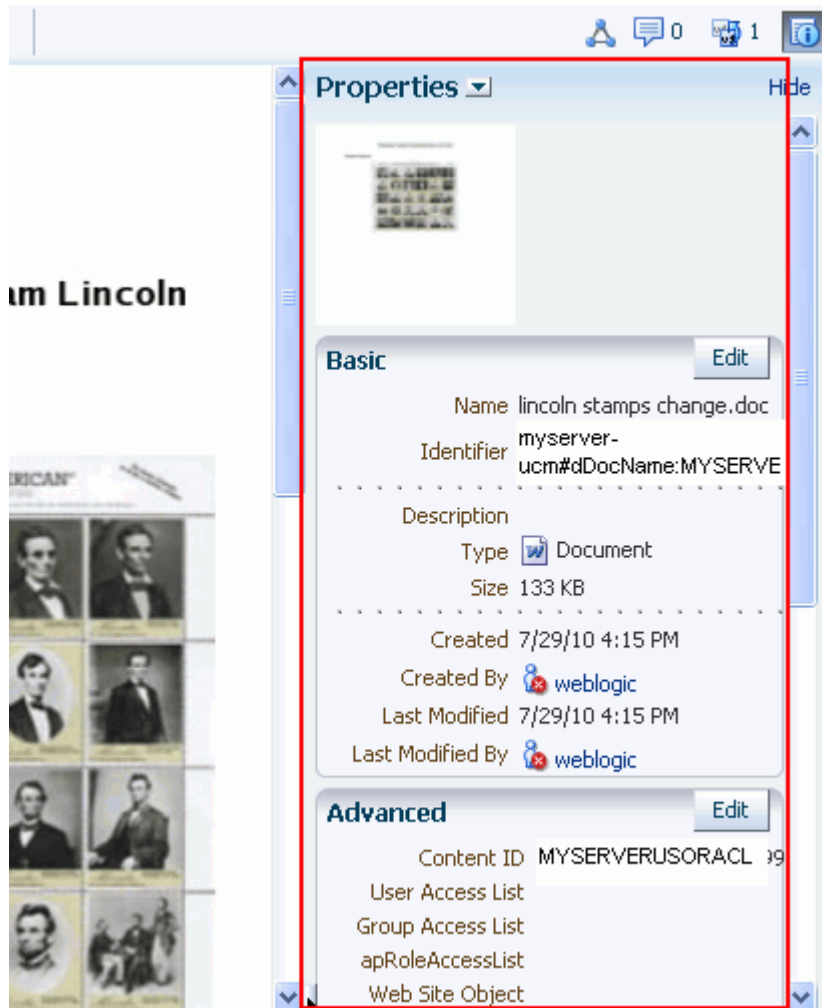 0
1
Properties
Hide
am Lincoln
RICAN"
Basic
Edit
Name lincoln stamps change.doc
Identifier myserver-
ucm#dDocName:MYSERVE
Description
Type Document
Size 133 KB
Created 7/29/10 4:15 PM
Created By weblogic
Last Modified 7/29/10 4:15 PM
Last Modified By weblogic
Advanced
Edit
Content ID MYSERVERUSORACL 99
User Access List
Group Access List
apRoleAccessList
Web Site Object